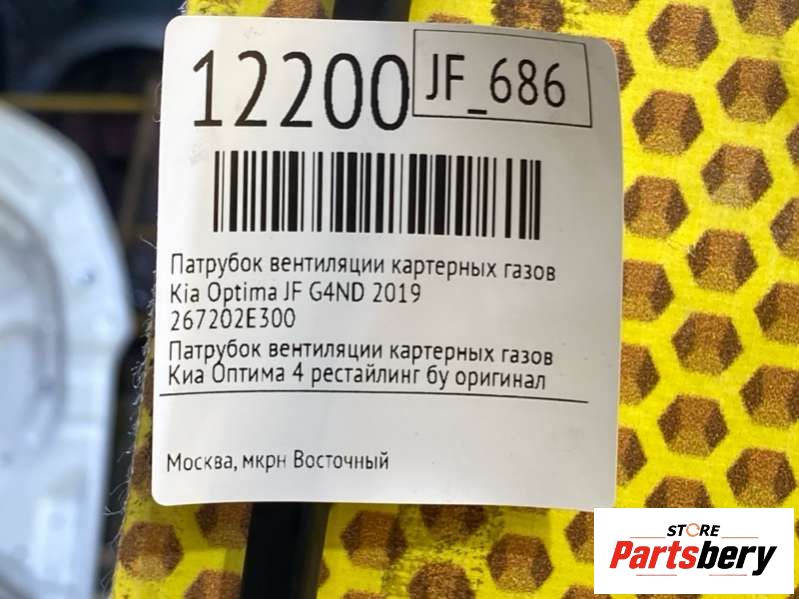 12200 JF_686
Патрубок вентиляции картерных газов
Kia Optima JF G4ND 2019
267202E300
Патрубок вентиляции картерных газов
Киа Оптима 4 рестайлинг бу оригинал
Москва, мкрн Восточный
STORE
Partsbery